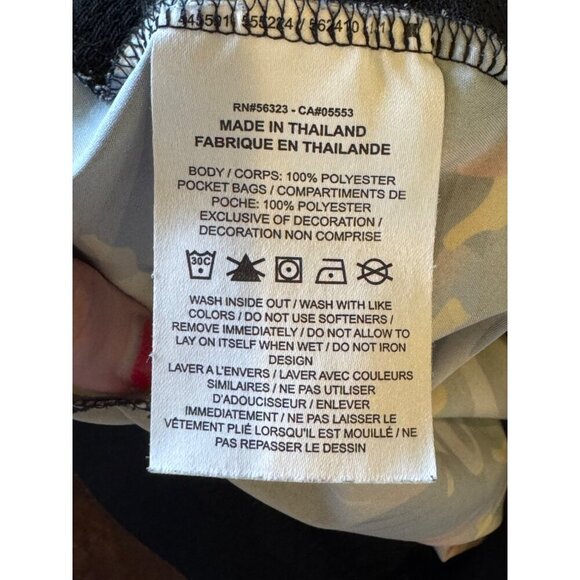 555224 / 562410
RN#56323 - CA#05553
MADE IN THAILAND
FABRIQUE EN THAILANDE
BODY / CORPS: 100% POLYESTER
POCKET BAGS / COMPARTIMENTS DE
POCHE: 100% POLYESTER
EXCLUSIVE OF DECORATION /
DECORATION NON COMPRISE
30C
WASH INSIDE OUT / WASH WITH LIKE
COLORS / DO NOT USE SOFTENERS /
REMOVE IMMEDIATELY / DO NOT ALLOW TO
LAY ON ITSELF WHEN WET / DO NOT IRON
DESIGN
LAVER A L'ENVERS / LAVER AVEC COULEURS
SIMILAIRES / NE PAS UTILISER
D'ADOUCISSEUR / ENLEVER
IMMEDIATEMENT / NE PAS LAISSER LE
VÊTEMENT PLIÉ LORSQU'IL EST MOUILLÉ / NE
PAS REPASSER LE DESSIN